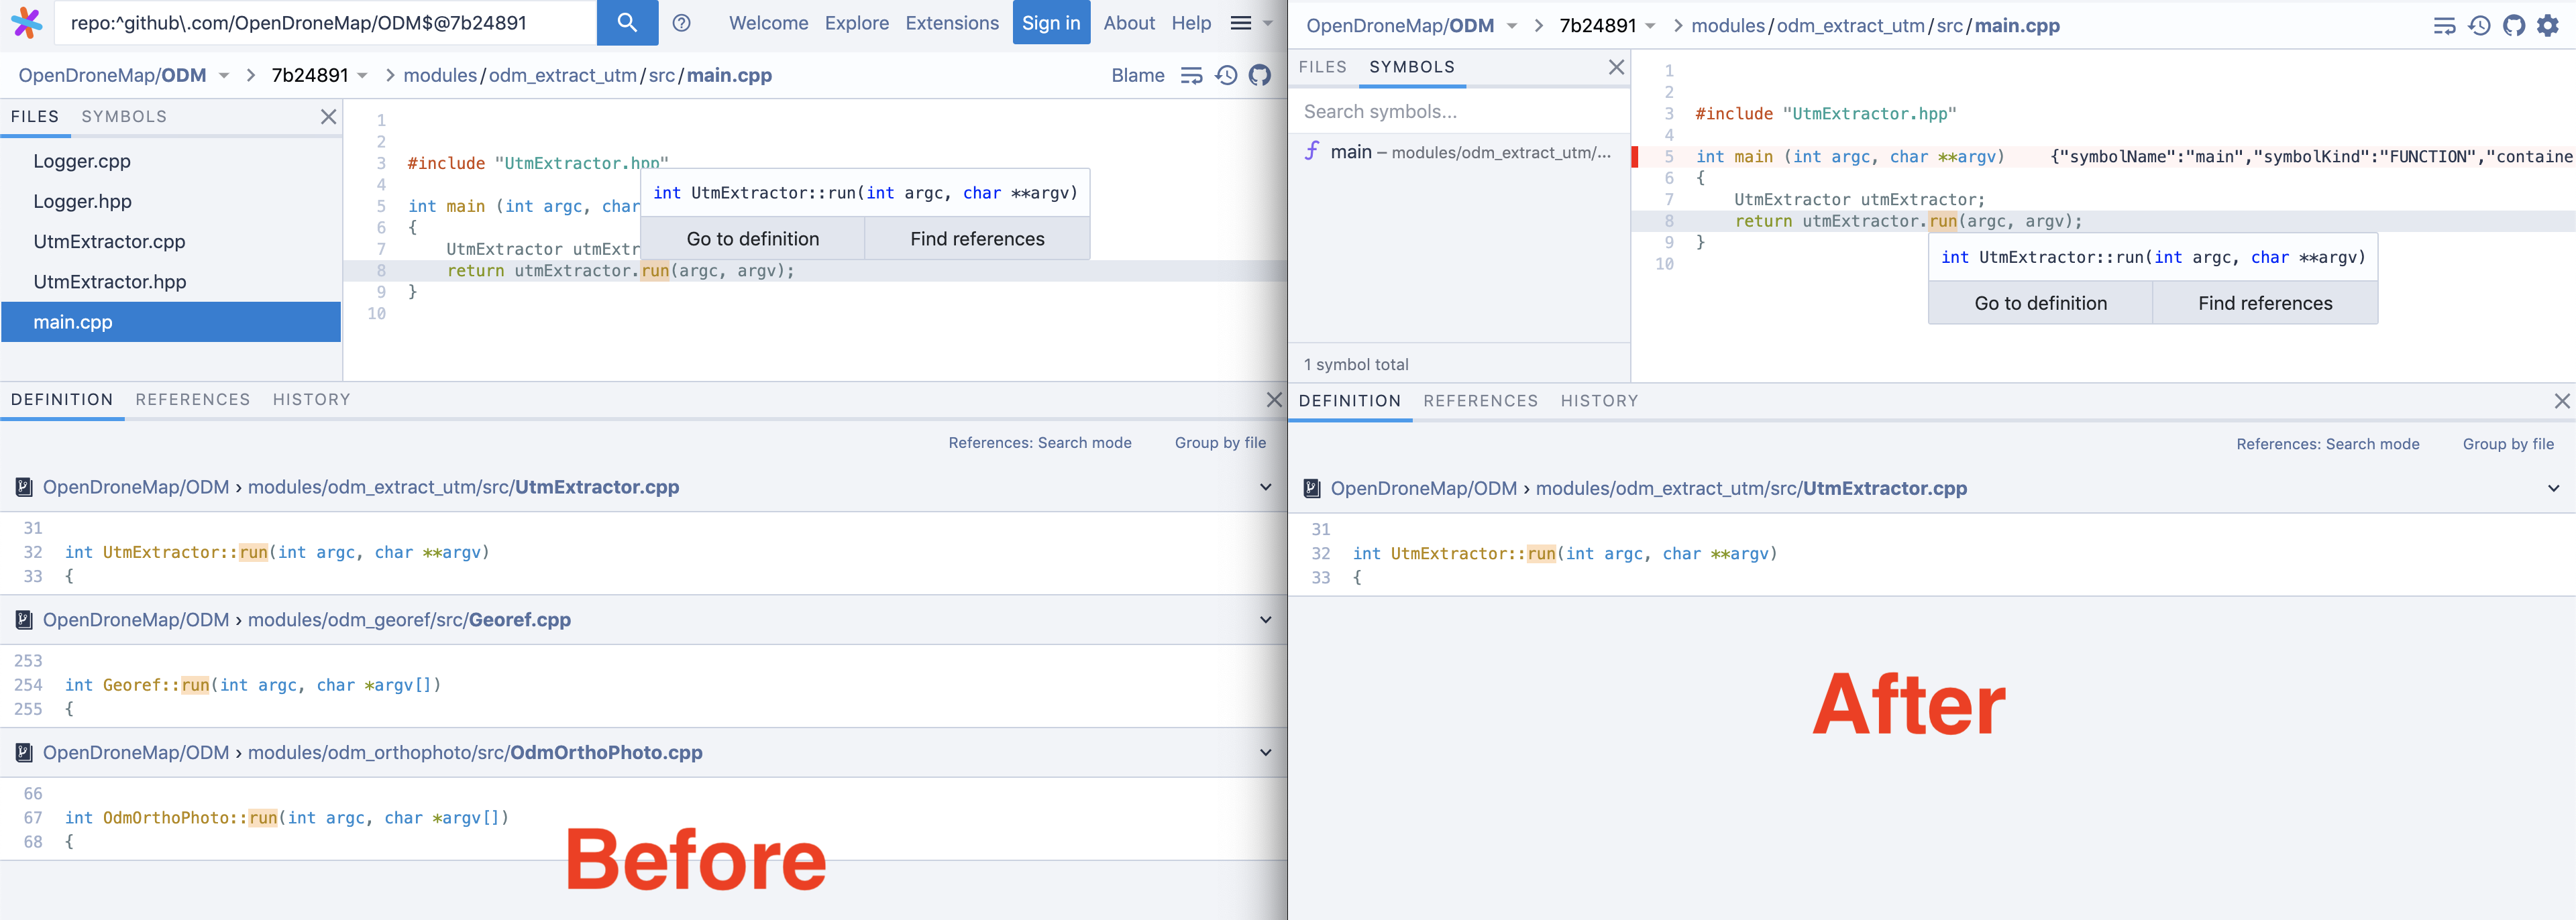 repo:^github\.com/OpenDroneMap/ODM$@7b24891
Welcome Explore Extensions Sign in About Help
OpenDroneMap/ODM > 7b24891 > modules/odm_extract_utm/src/main.cpp
Blame
FILES SYMBOLS
Logger.cpp
Logger.hpp
UtmExtractor.cpp
UtmExtractor.hpp
main.cpp
1
2
3 #include "UtmExtractor.hpp"
4
5 int main (int argc, char
6 {
7 UtmExtractor utmExtr
8 return utmExtractor.run(argc, argv);
9 }
10
int UtmExtractor::run(int argc, char **argv)
Go to definition Find references
DEFINITION REFERENCES HISTORY
References: Search mode Group by file
OpenDroneMap/ODM › modules/odm_extract_utm/src/UtmExtractor.cpp
31
32 int UtmExtractor::run(int argc, char **argv)
33 {
OpenDroneMap/ODM › modules/odm_georef/src/Georef.cpp
253
254 int Georef::run(int argc, char *argv[])
255 {
OpenDroneMap/ODM › modules/odm_orthophoto/src/OdmOrthoPhoto.cpp
66
67 int OdmOrthoPhoto::run(int argc, char *argv[])
68 {
Before
OpenDroneMap/ODM > 7b24891 > modules/odm_extract_utm/src/main.cpp
FILES SYMBOLS
Search symbols...
main – modules/odm_extract_utm/...
1 symbol total
1
2
3 #include "UtmExtractor.hpp"
4
5 int main (int argc, char **argv) {"symbolName":"main","symbolKind":"FUNCTION","containe
6 {
7 UtmExtractor utmExtractor;
8 return utmExtractor.run(argc, argv);
9 }
10
int UtmExtractor::run(int argc, char **argv)
Go to definition Find references
DEFINITION REFERENCES HISTORY
References: Search mode Group by file
OpenDroneMap/ODM › modules/odm_extract_utm/src/UtmExtractor.cpp
31
32 int UtmExtractor::run(int argc, char **argv)
33 {
After